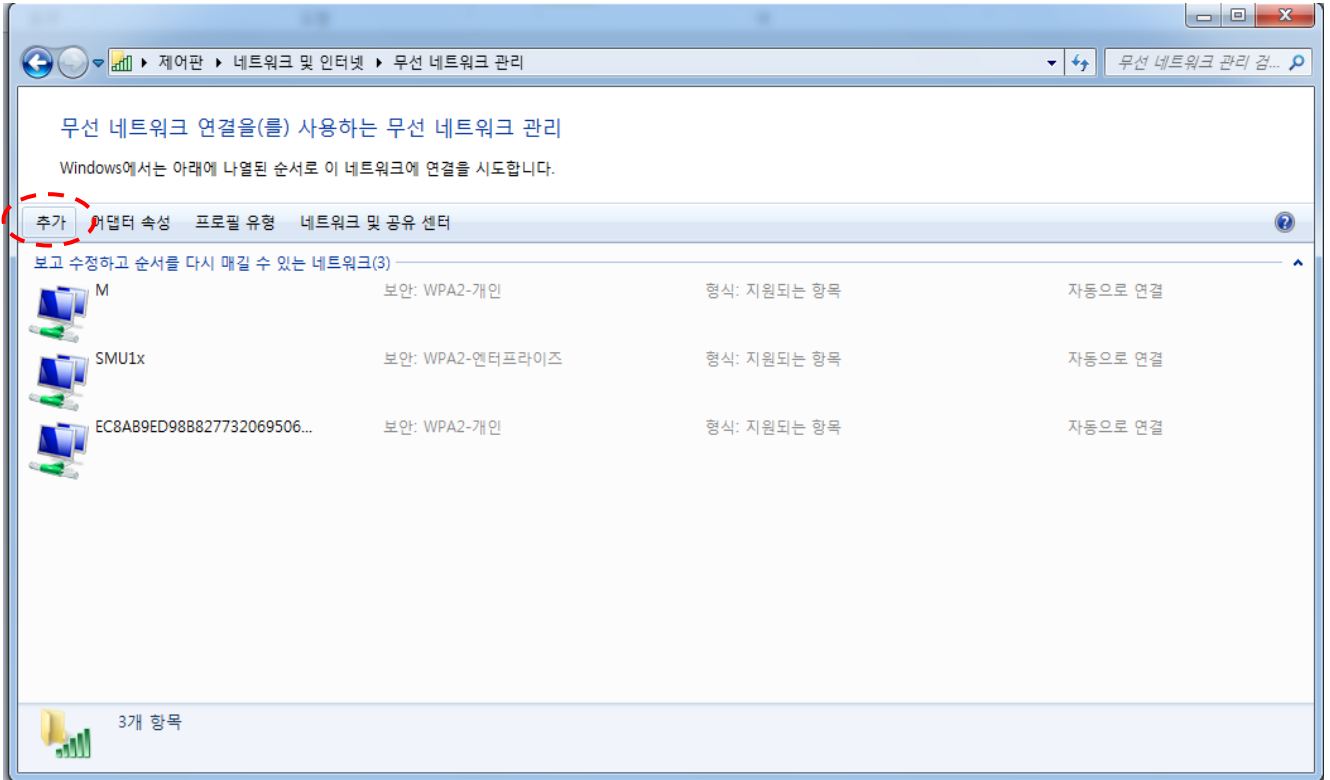 제어판 ▸ 네트워크 및 인터넷 ▸ 무선 네트워크 관리
무선 네트워크 관리 검...
무선 네트워크 연결을(를) 사용하는 무선 네트워크 관리
Windows에서는 아래에 나열된 순서로 이 네트워크에 연결을 시도합니다.
추가 어댑터 속성 프로필 유형 네트워크 및 공유 센터
보고 수정하고 순서를 다시 매길 수 있는 네트워크(3)
M 보안: WPA2-개인 형식: 지원되는 항목 자동으로 연결
SMU1x 보안: WPA2-엔터프라이즈 형식: 지원되는 항목 자동으로 연결
EC8AB9ED98B827732069506... 보안: WPA2-개인 형식: 지원되는 항목 자동으로 연결
3개 항목